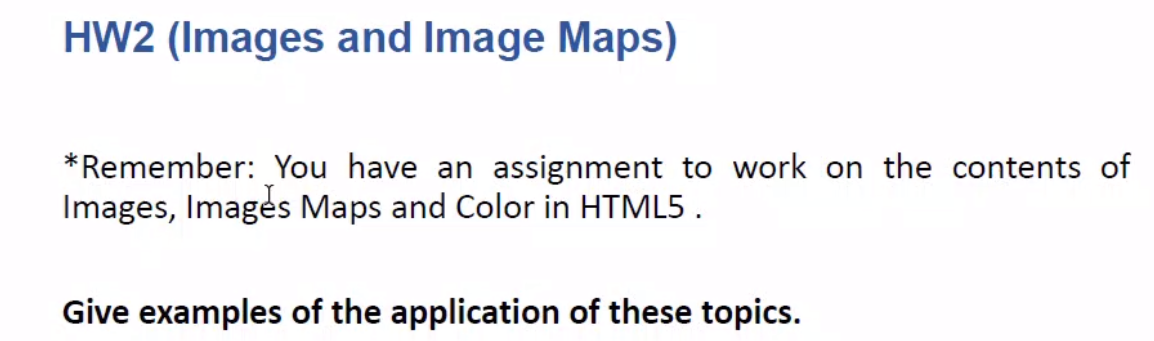 HW2 (Images and Image Maps)
*Remember: You have an assignment to work on the contents of
Images, Images Maps and Color in HTML5 .
Give examples of the application of these topics.